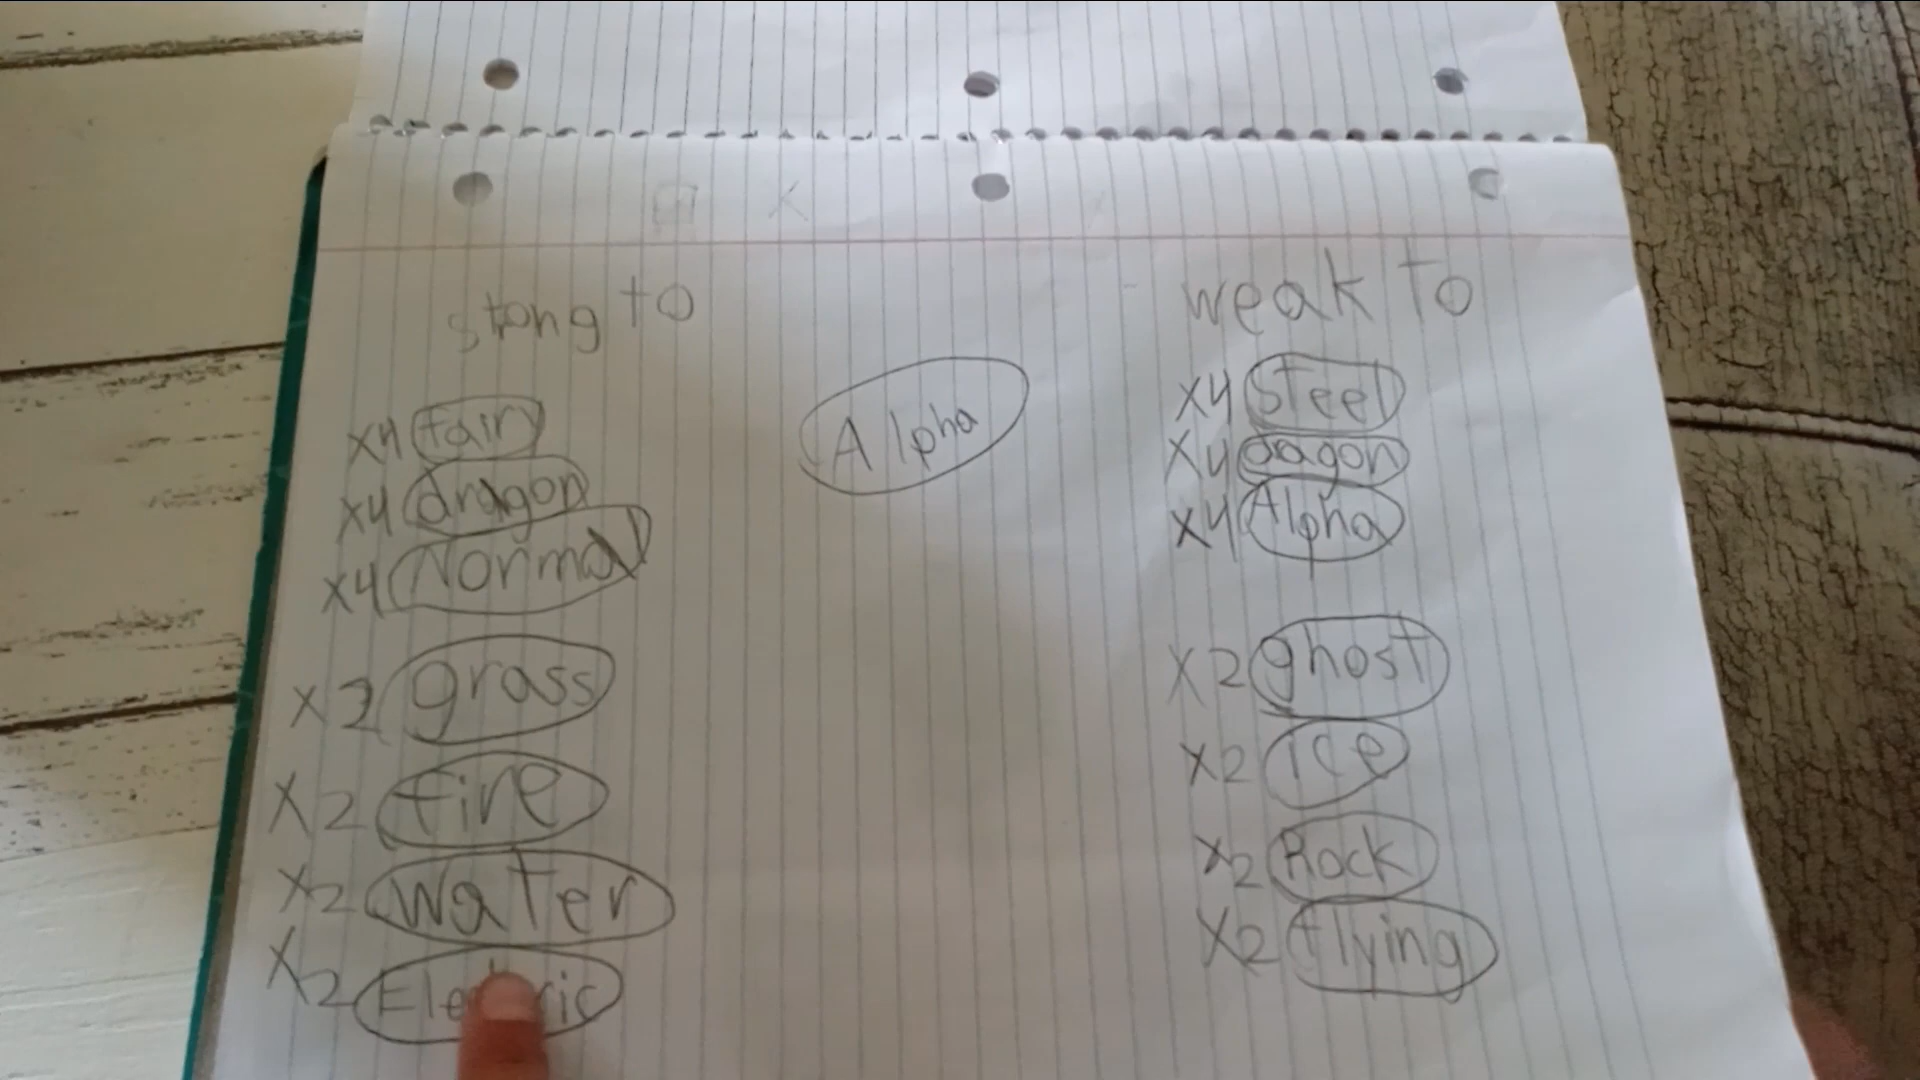 stong to
x4 fairy
x4 dragon
x4 Normal
x2 grass
x2 fire
x2 water
x2
Alpha
weak To
x4 Steel
x4 dragon
x4 Alpha
x2 ghost
x2 Ice
x2 Rock
x2 flying